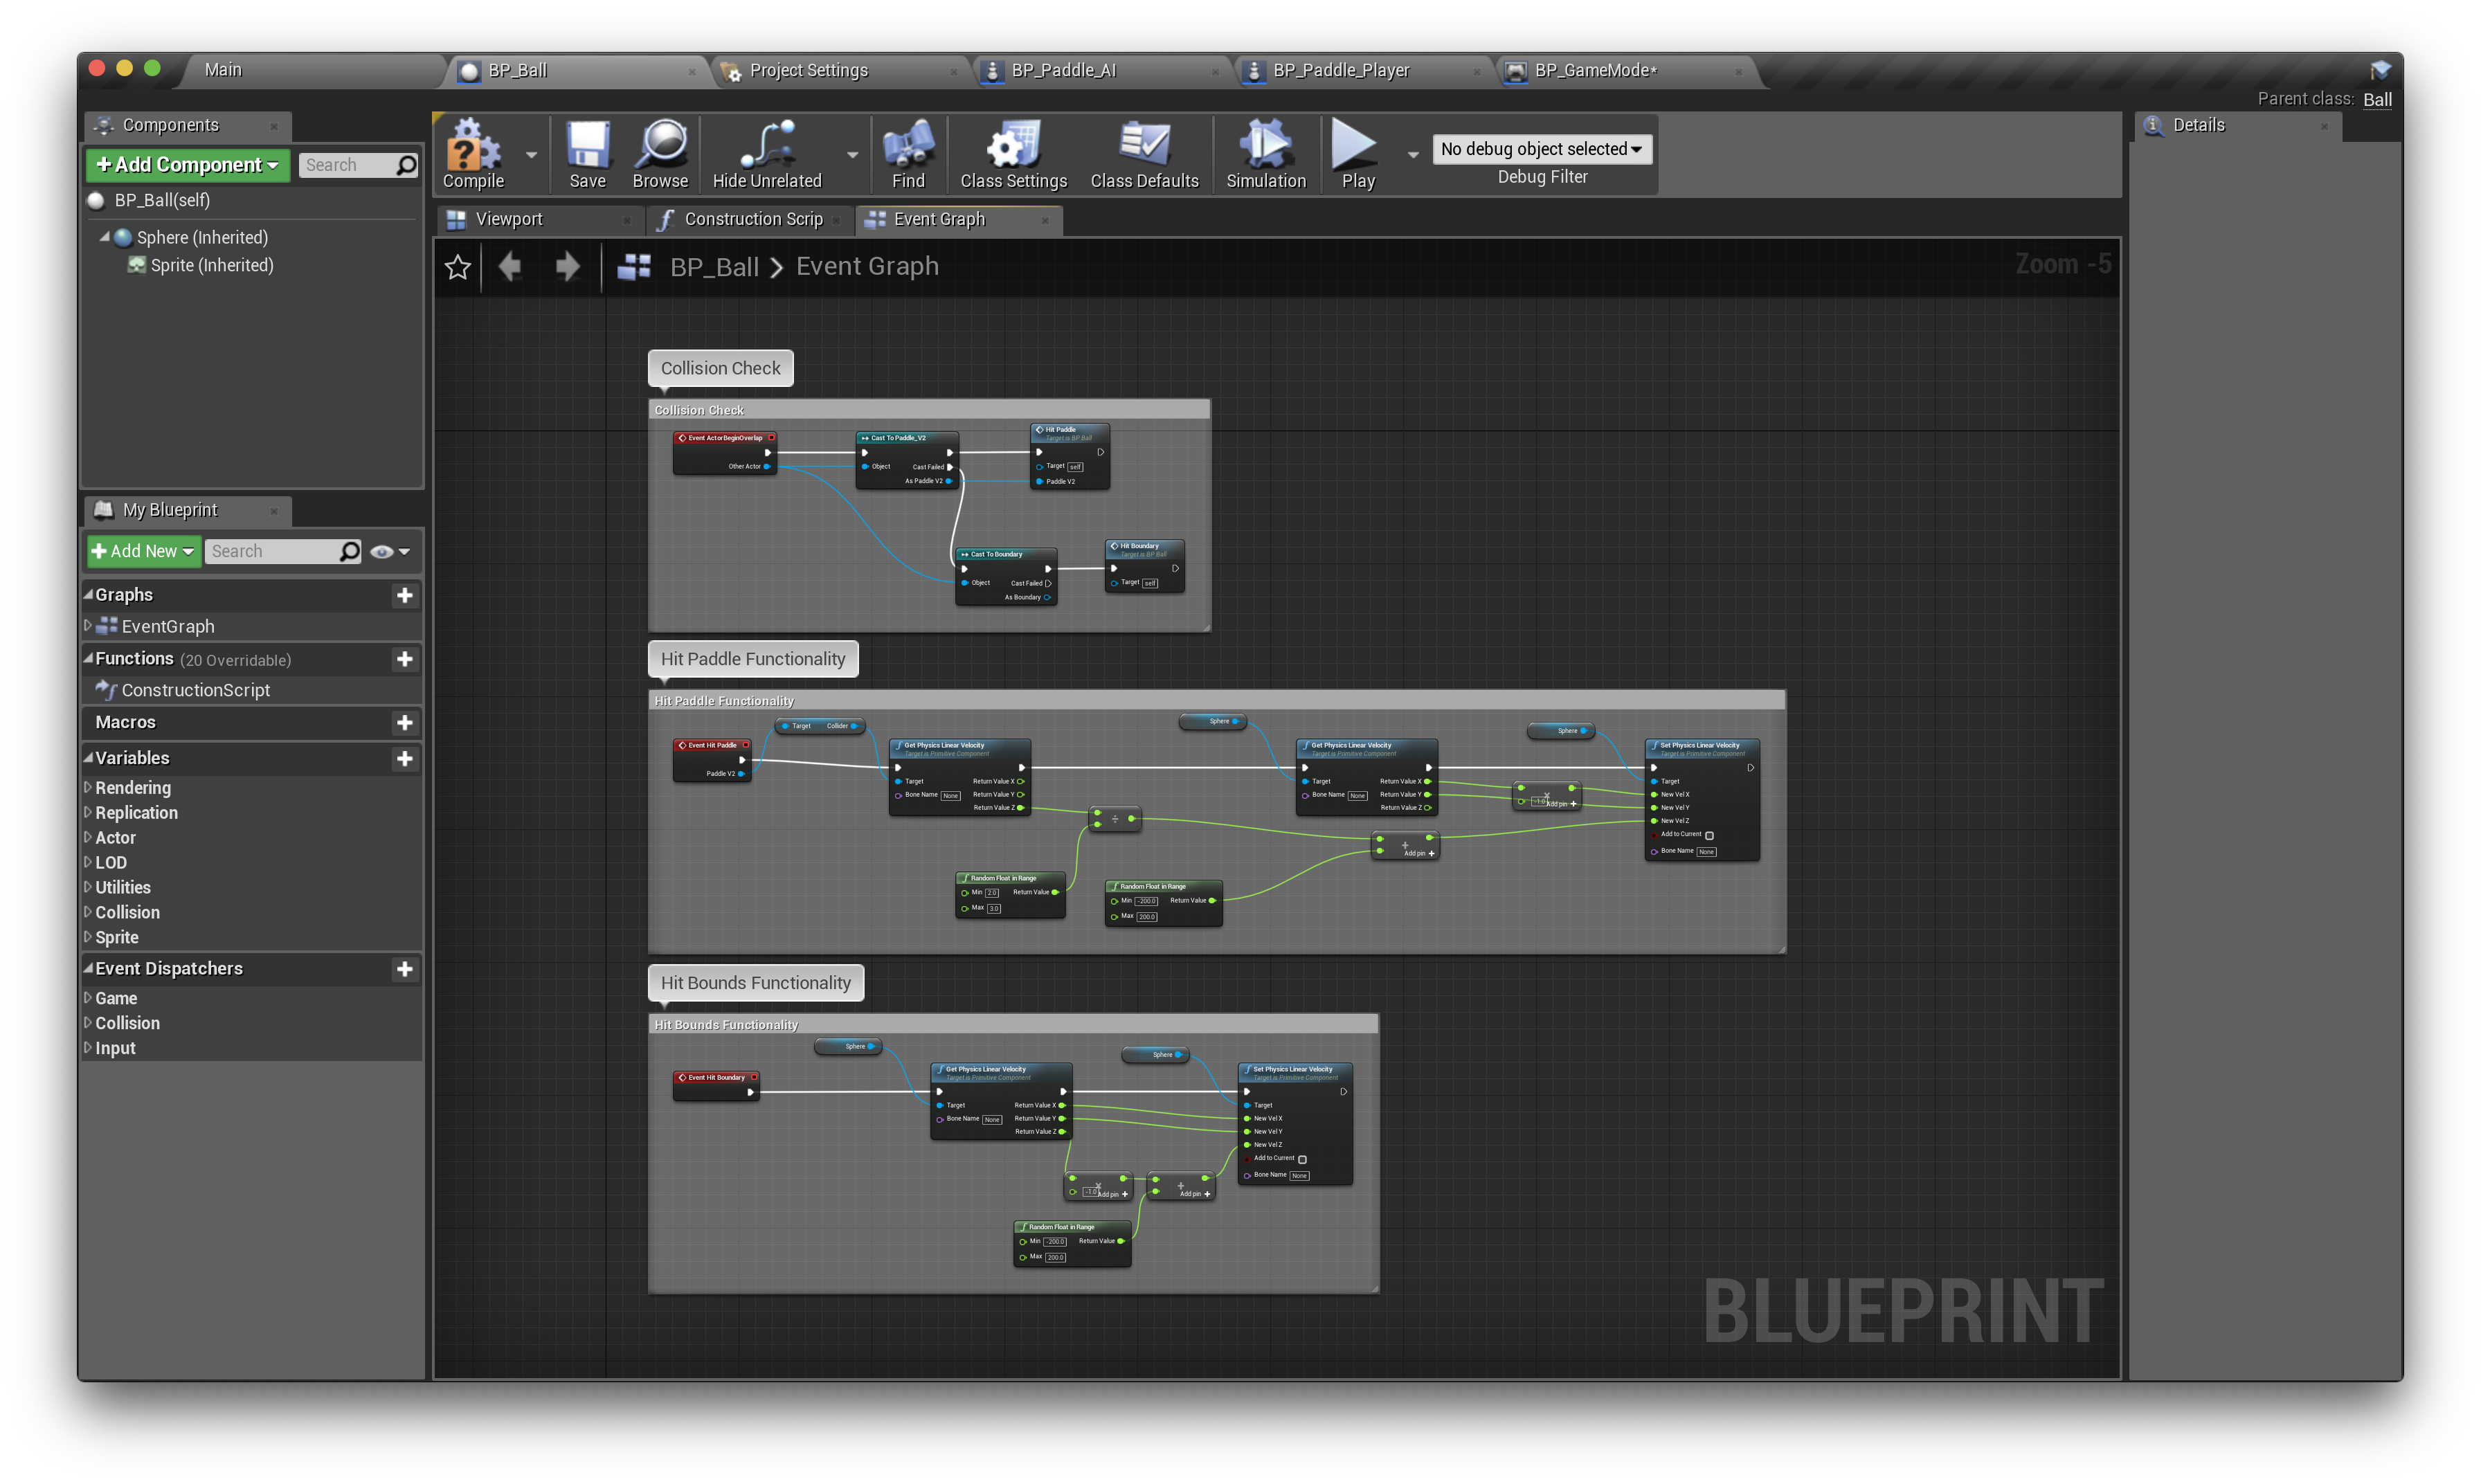 Main
BP_Ball
Project Settings
BP_Paddle_AI
BP_Paddle_Player
BP_GameMode*
Parent class: Ball
Components
+Add Component
Search
BP_Ball(self)
Sphere (Inherited)
Sprite (Inherited)
Compile
Save
Browse
Hide Unrelated
Find
Class Settings
Class Defaults
Simulation
Play
No debug object selected
Debug Filter
Details
Viewport
Construction Scrip
Event Graph
BP_Ball > Event Graph
Zoom -5
My Blueprint
+Add New
Search
Graphs
EventGraph
Functions (20 Overridable)
ConstructionScript
Macros
Variables
Rendering
Replication
Actor
LOD
Utilities
Collision
Sprite
Event Dispatchers
Game
Collision
Input
Collision Check
Collision Check
Event ActorBeginOverlap
Other Actor
Cast To Paddle_V2
Object
Cast Failed
As Paddle V2
Hit Paddle
Target is BP Ball
Target self
Paddle V2
Cast To Boundary
Object
Cast Failed
As Boundary
Hit Boundary
Target is BP Ball
Target self
Hit Paddle Functionality
Hit Paddle Functionality
Event Hit Paddle
Paddle V2
Target Collider
Get Physics Linear Velocity
Target is Primitive Component
Target
Return Value X
Return Value Y
Bone Name None
Return Value Z
÷
Random Float in Range
Min 2.0
Return Value
Max 3.0
Random Float in Range
Min -200.0
Return Value
Max 200.0
Sphere
Get Physics Linear Velocity
Target is Primitive Component
Target
Return Value X
Return Value Y
Bone Name None
Return Value Z
+
Add pin +
x
-1.0
Add pin +
Sphere
Set Physics Linear Velocity
Target is Primitive Component
Target
New Vel X
New Vel Y
New Vel Z
Add to Current
Bone Name None
Hit Bounds Functionality
Hit Bounds Functionality
Event Hit Boundary
Sphere
Get Physics Linear Velocity
Target is Primitive Component
Target
Return Value X
Bone Name None
Return Value Y
Return Value Z
x
-1.0
Add pin +
+
Add pin +
Random Float in Range
Min -200.0
Return Value
Max 200.0
Sphere
Set Physics Linear Velocity
Target is Primitive Component
Target
New Vel X
New Vel Y
New Vel Z
Add to Current
Bone Name None
BLUEPRINT